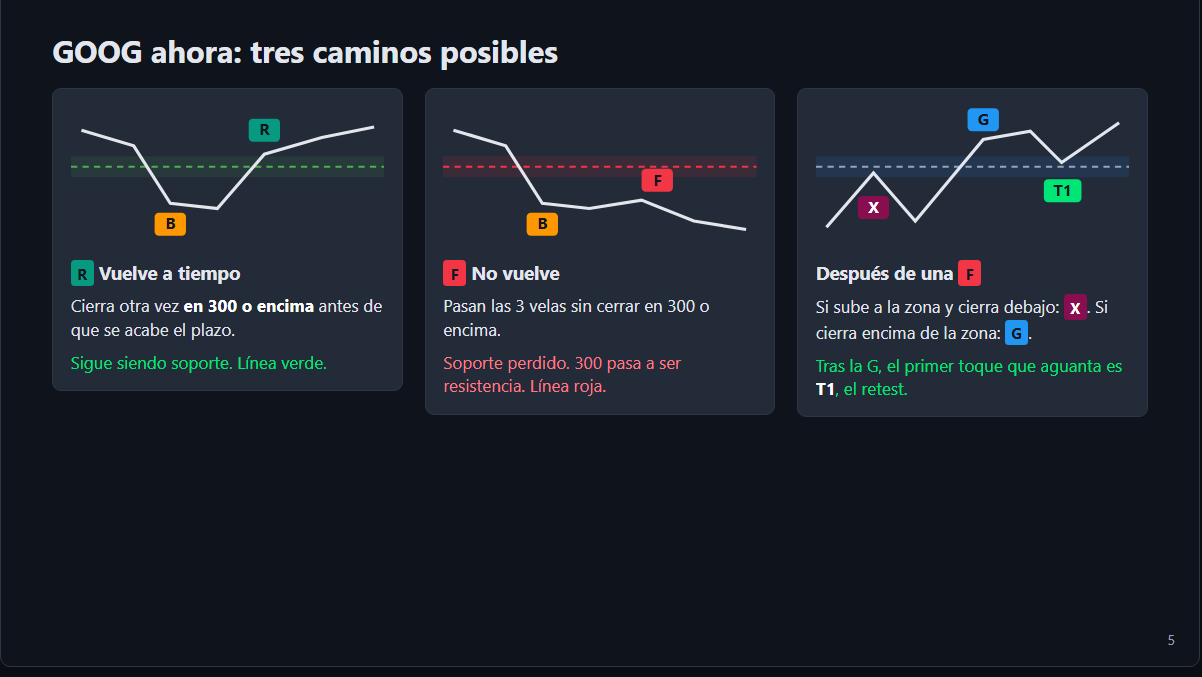 GOOG ahora: tres caminos posibles
R
B
R Vuelve a tiempo
Cierra otra vez en 300 o encima antes de
que se acabe el plazo.
Sigue siendo soporte. Línea verde.
F
B
F No vuelve
Pasan las 3 velas sin cerrar en 300 o
encima.
Soporte perdido. 300 pasa a ser
resistencia. Línea roja.
G
T1
X
Después de una F
Si sube a la zona y cierra debajo: X. Si
cierra encima de la zona: G.
Tras la G, el primer toque que aguanta es
T1, el retest.
5